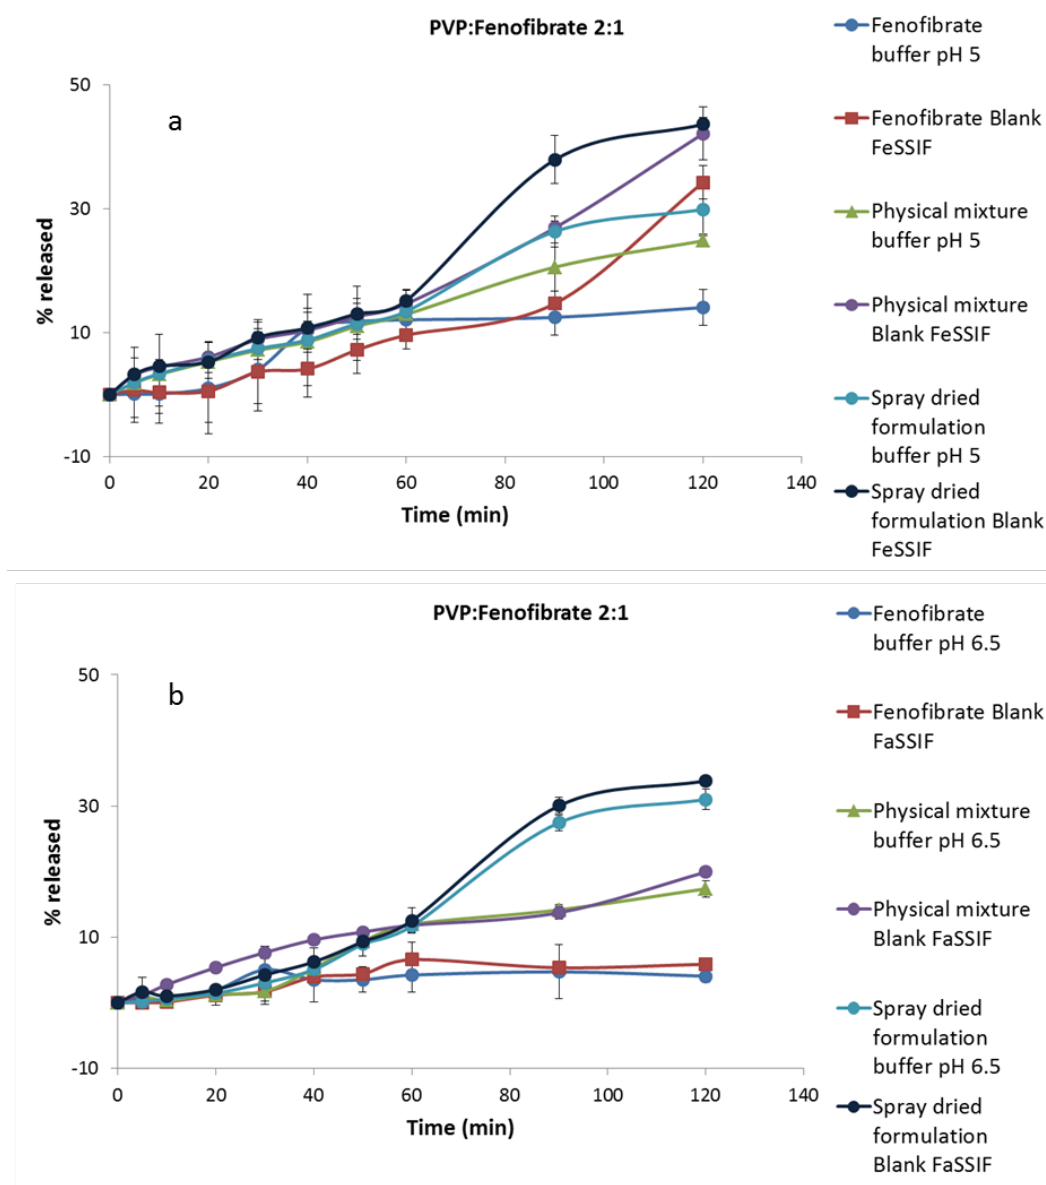 PVP:Fenofibrate 2:1
a
% released
50
30
10
-10
0 20 40 60 80 100 120 140
Time (min)
Fenofibrate
buffer pH 5
Fenofibrate Blank
FeSSIF
Physical mixture
buffer pH 5
Physical mixture
Blank FeSSIF
Spray dried
formulation
buffer pH 5
Spray dried
formulation Blank
FeSSIF
PVP:Fenofibrate 2:1
b
% released
50
30
10
-10
0 20 40 60 80 100 120 140
Time (min)
Fenofibrate
buffer pH 6.5
Fenofibrate Blank
FaSSIF
Physical mixture
buffer pH 6.5
Physical mixture
Blank FaSSIF
Spray dried
formulation
buffer pH 6.5
Spray dried
formulation
Blank FaSSIF